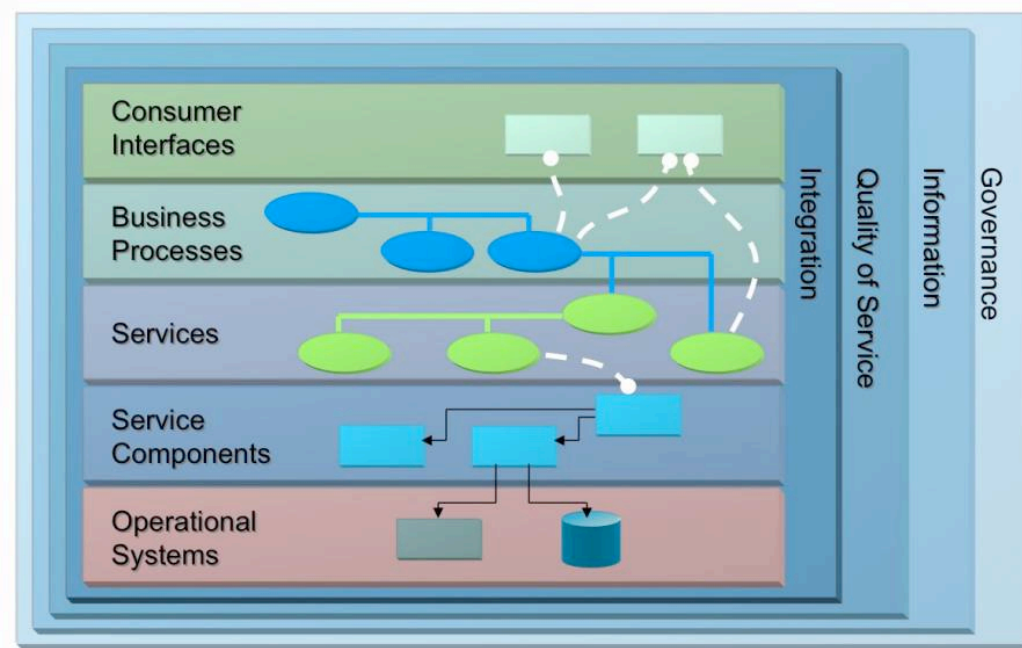 Consumer
Interfaces
Business
Processes
Services
Service
Components
Operational
Systems
Integration
Quality of Service
Information
Governance